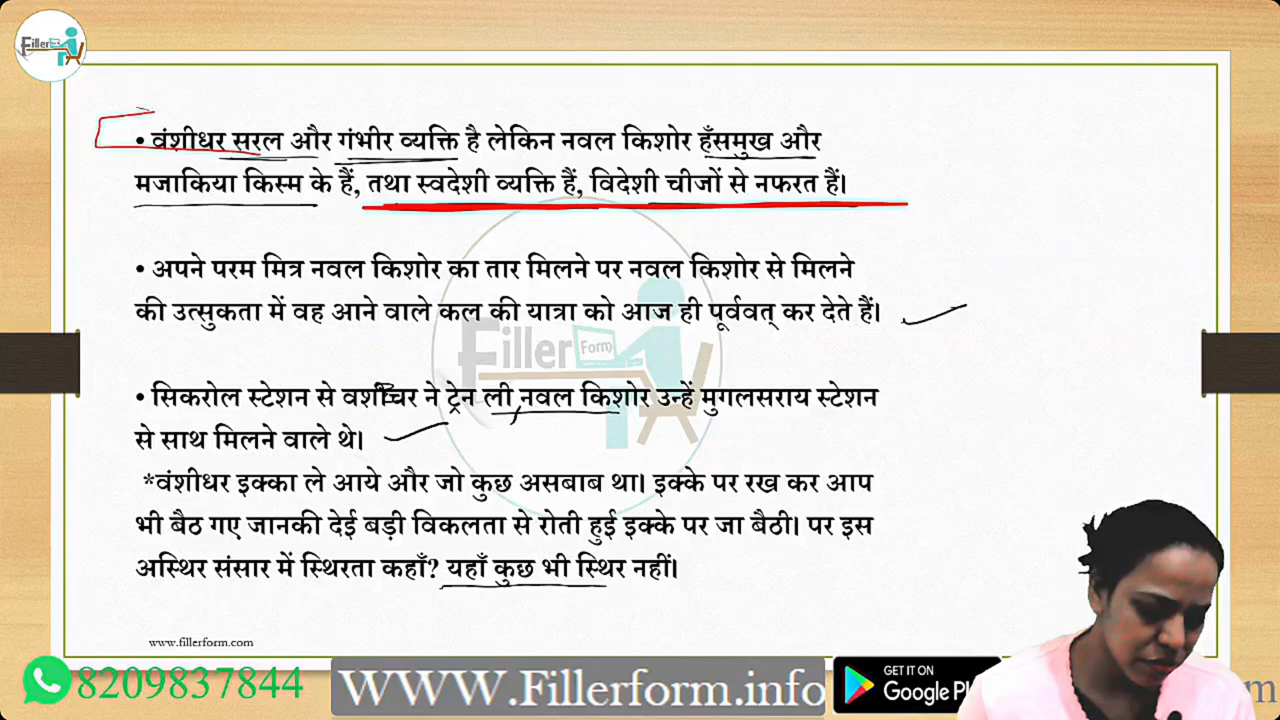 Fillerform
• वंशीधर सरल और गंभीर व्यक्ति है लेकिन नवल किशोर हँसमुख और
मजाकिया किस्म के हैं, तथा स्वदेशी व्यक्ति हैं, विदेशी चीजों से नफरत हैं।
• अपने परम मित्र नवल किशोर का तार मिलने पर नवल किशोर से मिलने
की उत्सुकता में वह आने वाले कल की यात्रा को आज ही पूर्ववत् कर देते हैं।
Filler Form
• सिकरोल स्टेशन से ने ट्रेन ली नवल किशोर उन्हें मुगलसराय स्टेशन
से साथ मिलने वाले थे।
*वंशीधर इक्का ले आये और जो कुछ असबाब था। इक्के पर रख कर आप
भी बैठ गए जानकी देई बड़ी विकलता से रोती हुई इक्के पर जा बैठी। पर इस
अस्थिर संसार में स्थिरता कहाँ? यहाँ कुछ भी स्थिर नहीं।
www.fillerform.com
8209837844
WWW.Fillerform.info
GET IT ON
Google Pl
m